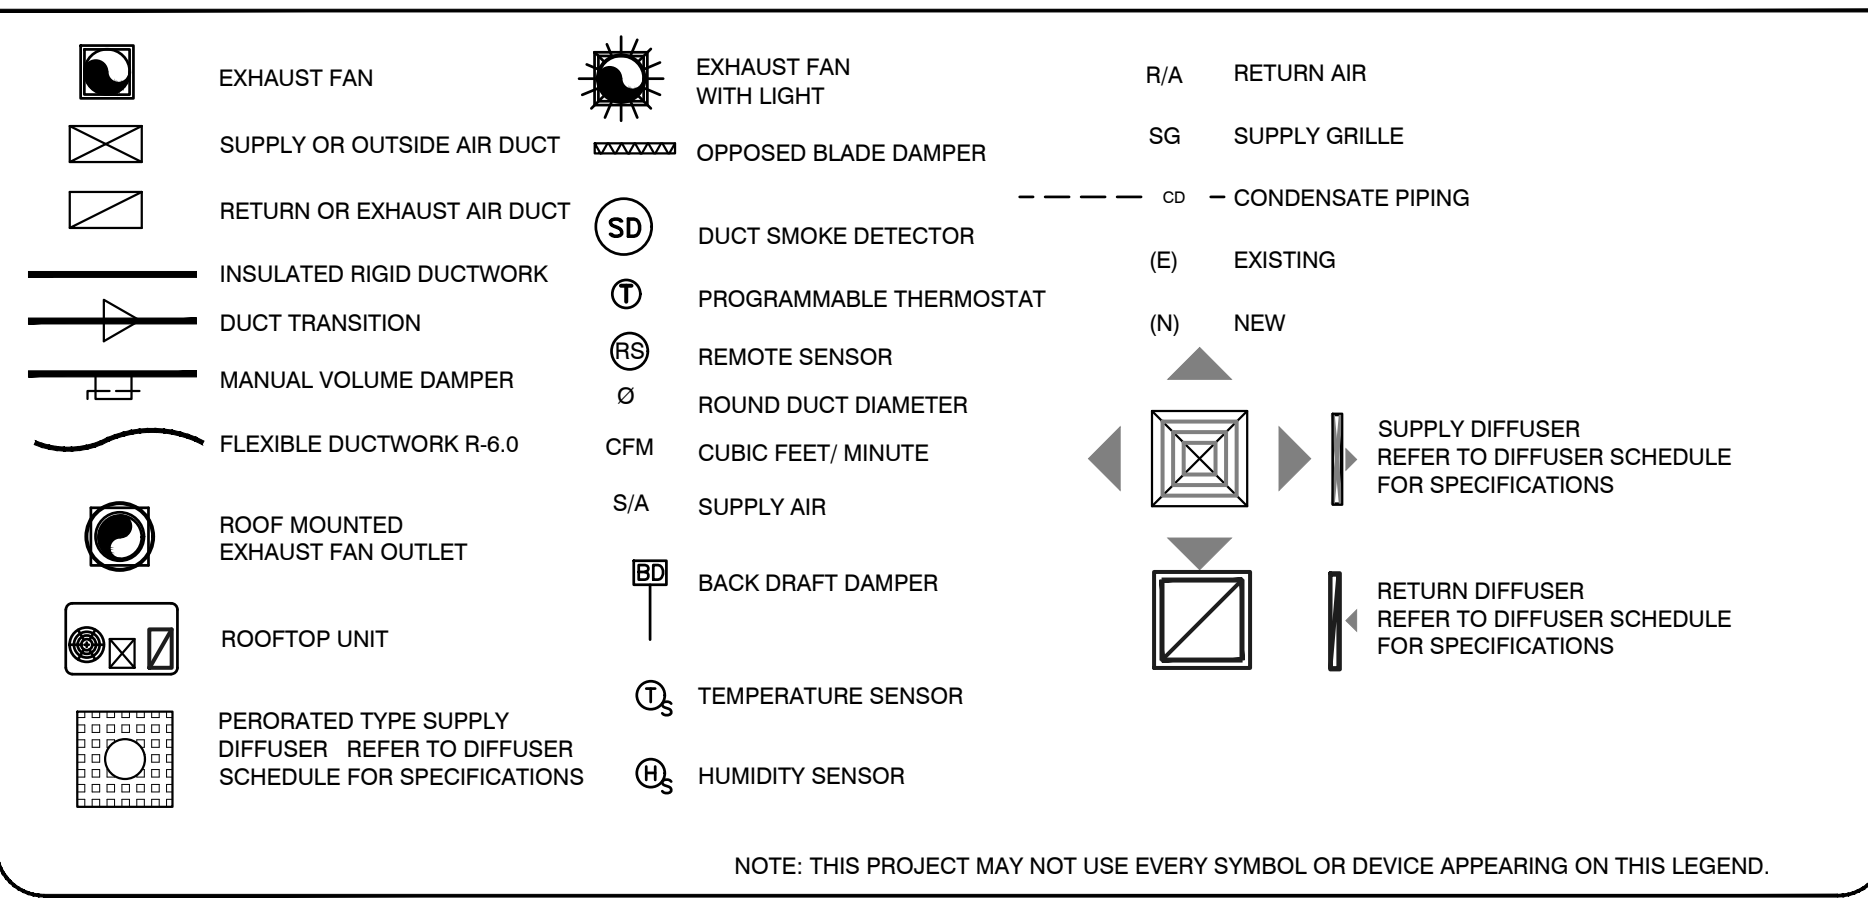 EXHAUST FAN
SUPPLY OR OUTSIDE AIR DUCT
RETURN OR EXHAUST AIR DUCT
INSULATED RIGID DUCTWORK
DUCT TRANSITION
MANUAL VOLUME DAMPER
FLEXIBLE DUCTWORK R-6.0
ROOF MOUNTED
EXHAUST FAN OUTLET
ROOFTOP UNIT
PERORATED TYPE SUPPLY
DIFFUSER REFER TO DIFFUSER
SCHEDULE FOR SPECIFICATIONS
EXHAUST FAN
WITH LIGHT
OPPOSED BLADE DAMPER
SD DUCT SMOKE DETECTOR
T PROGRAMMABLE THERMOSTAT
RS REMOTE SENSOR
Ø ROUND DUCT DIAMETER
CFM CUBIC FEET/ MINUTE
S/A SUPPLY AIR
BD BACK DRAFT DAMPER
T S TEMPERATURE SENSOR
H S HUMIDITY SENSOR
R/A RETURN AIR
SG SUPPLY GRILLE
CD CONDENSATE PIPING
(E) EXISTING
(N) NEW
SUPPLY DIFFUSER
REFER TO DIFFUSER SCHEDULE
FOR SPECIFICATIONS
RETURN DIFFUSER
REFER TO DIFFUSER SCHEDULE
FOR SPECIFICATIONS
NOTE: THIS PROJECT MAY NOT USE EVERY SYMBOL OR DEVICE APPEARING ON THIS LEGEND.